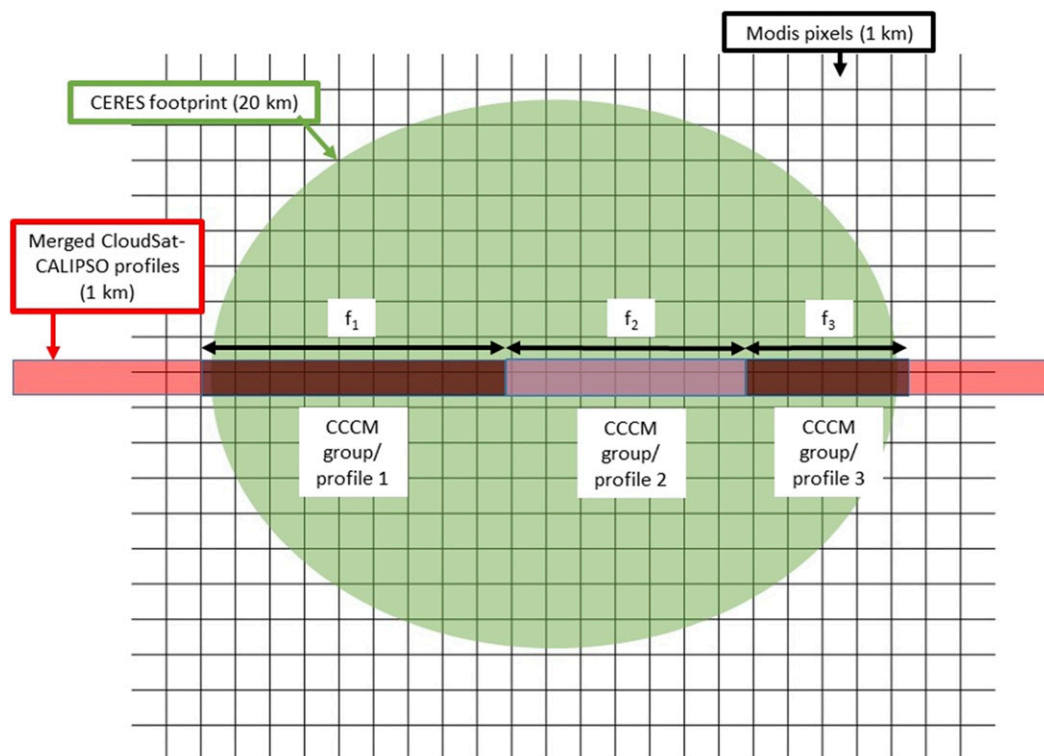 Modis pixels (1 km)
CERES footprint (20 km)
Merged CloudSat-
CALIPSO profiles
(1 km)
f₁
f₂
f₃
CCCM
group/
profile 1
CCCM
group/
profile 2
CCCM
group/
profile 3